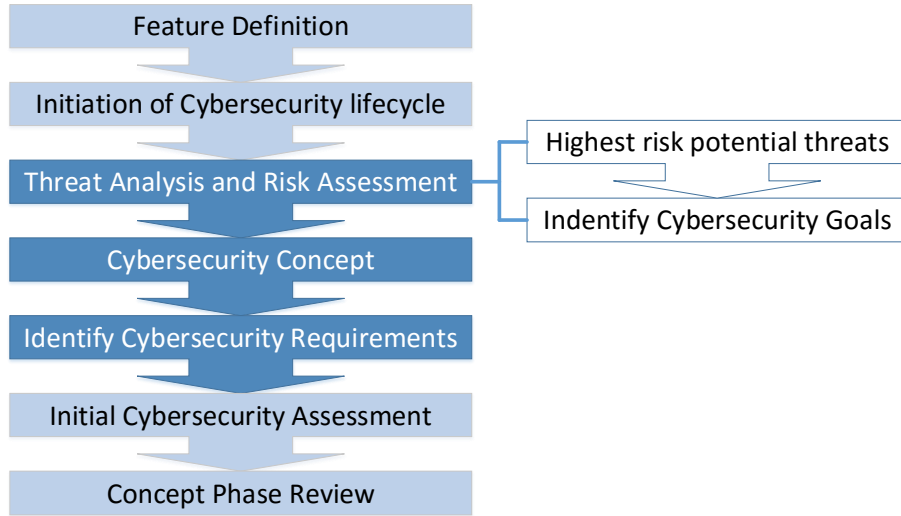 Feature Definition
Initiation of Cybersecurity lifecycle
Threat Analysis and Risk Assessment
Highest risk potential threats
Indentify Cybersecurity Goals
Cybersecurity Concept
Identify Cybersecurity Requirements
Initial Cybersecurity Assessment
Concept Phase Review